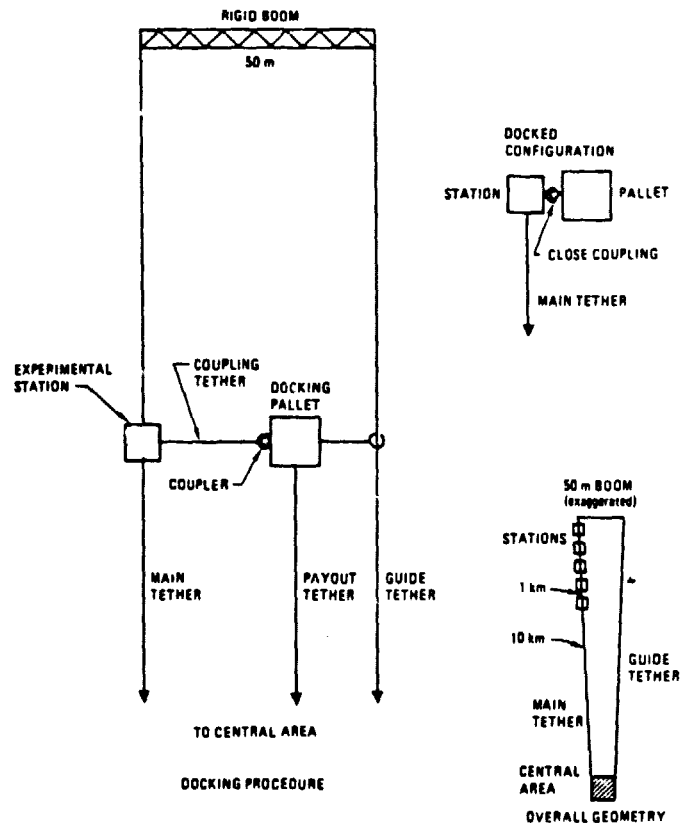 RIGID BOOM
50 m
EXPERIMENTAL
STATION
COUPLING
TETHER
DOCKING
PALLET
COUPLER
MAIN
TETHER
PAYOUT
TETHER
GUIDE
TETHER
TO CENTRAL AREA
DOCKING PROCEDURE
DOCKED
CONFIGURATION
STATION
PALLET
CLOSE COUPLING
MAIN TETHER
50 m BOOM
(exaggerated)
STATIONS
1 km
10 km
GUIDE
TETHER
MAIN
TETHER
CENTRAL
AREA
OVERALL GEOMETRY